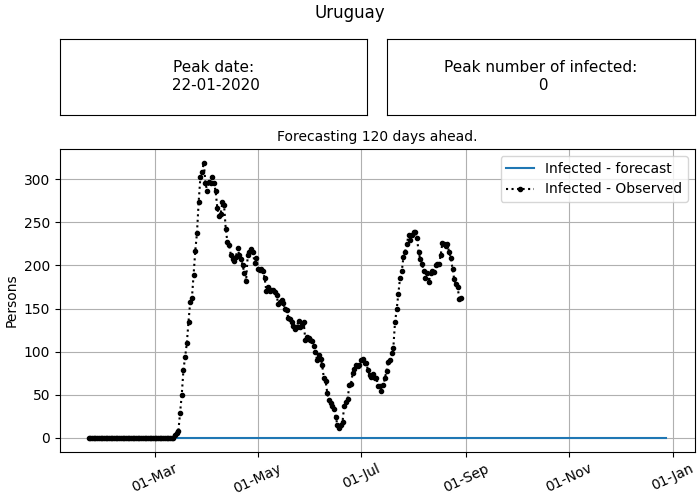 Uruguay
Peak date:
22-01-2020
Peak number of infected:
0
Forecasting 120 days ahead.
Infected - forecast
Infected - Observed
Persons
300
250
200
150
100
50
0
01-Mar
01-May
01-Jul
01-Sep
01-Nov
01-Jan